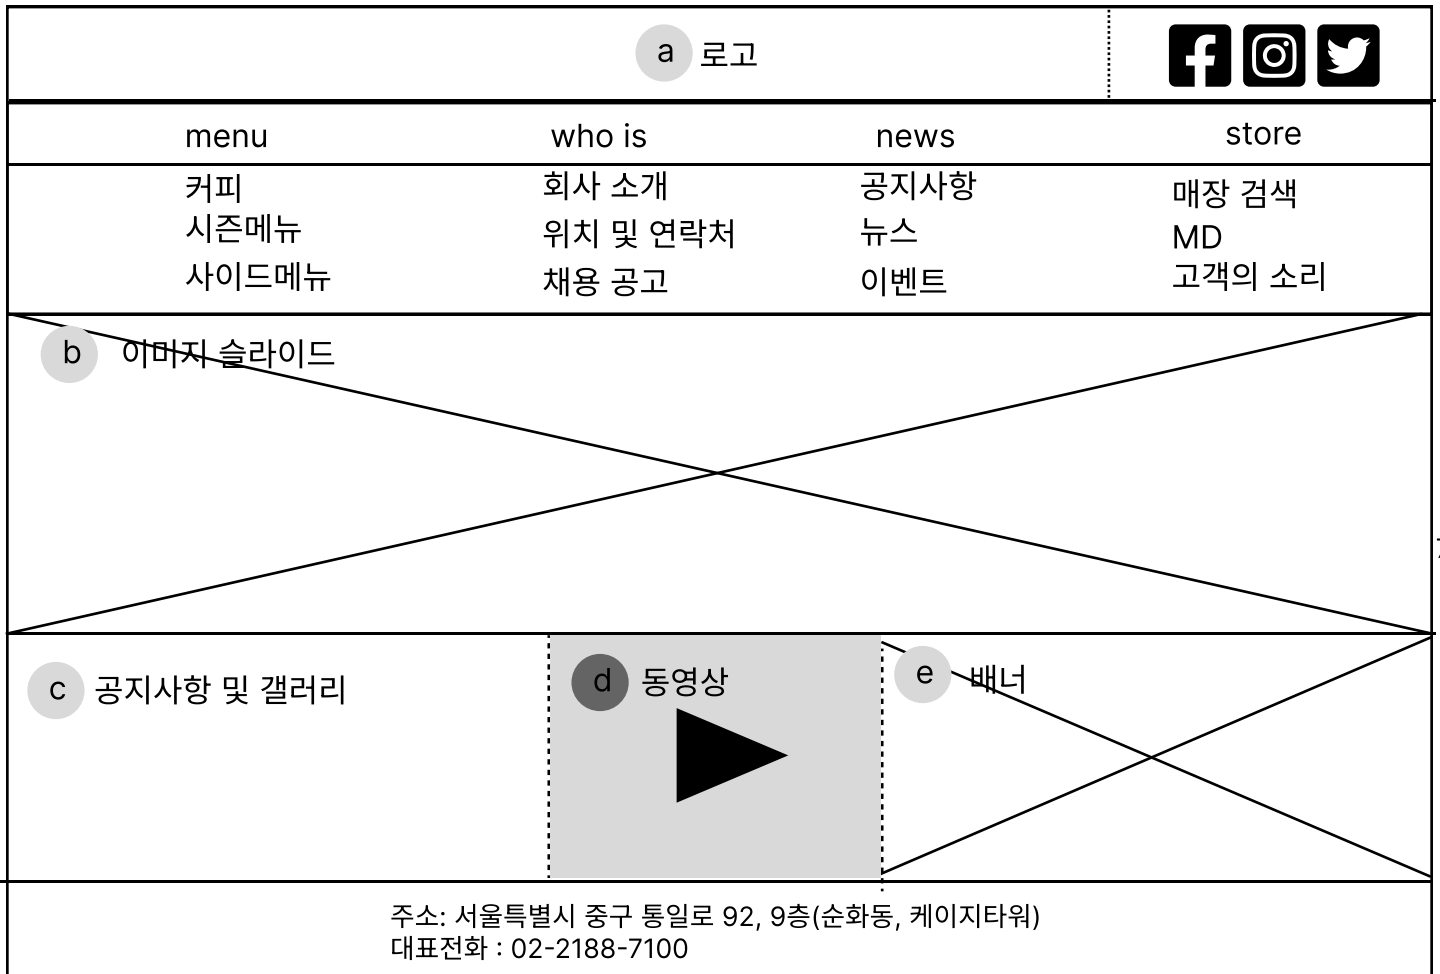 a 로고
menu who is news store
커피 회사 소개 공지사항 매장 검색
시즌메뉴 위치 및 연락처 뉴스 MD
사이드메뉴 채용 공고 이벤트 고객의 소리
b 이미지 슬라이드
c 공지사항 및 갤러리 d 동영상 e 배너
주소: 서울특별시 중구 통일로 92, 9층(순화동, 케이지타워)
대표전화 : 02-2188-7100